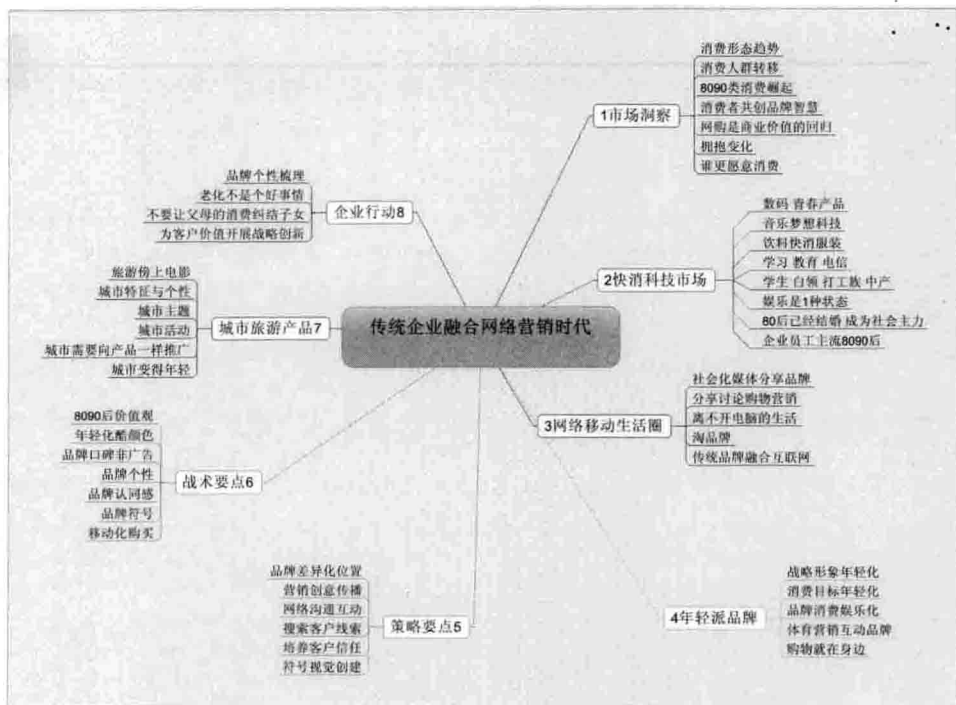 传统企业融合网络营销时代
1市场洞察
消费形态趋势
消费人群转移
8090类消费崛起
消费者共创品牌智慧
网购是商业价值的回归
拥抱变化
谁更愿意消费
2快消科技市场
数码 青春产品
音乐梦想科技
饮料快消服装
学习 教育 电信
学生 白领 打工族 中产
娱乐是1种状态
80后已经结婚 成为社会主力
企业员工主流8090后
3网络移动生活圈
社会化媒体分享品牌
分享讨论购物营销
离不开电脑的生活
淘品牌
传统品牌融合互联网
4年轻派品牌
战略形象年轻化
消费目标年轻化
品牌消费娱乐化
体育营销互动品牌
购物就在身边
策略要点5
品牌差异化位置
营销创意传播
网络沟通互动
搜索客户线索
培养客户信任
符号视觉创建
战术要点6
8090后价值观
年轻化酷颜色
品牌口碑非广告
品牌个性
品牌认同感
品牌符号
移动化购买
城市旅游产品7
旅游傍上电影
城市特征与个性
城市主题
城市活动
城市需要向产品一样推广
城市变得年轻
企业行动8
品牌个性梳理
老化不是个好事情
不要让父母的消费纠结子女
为客户价值开展战略创新